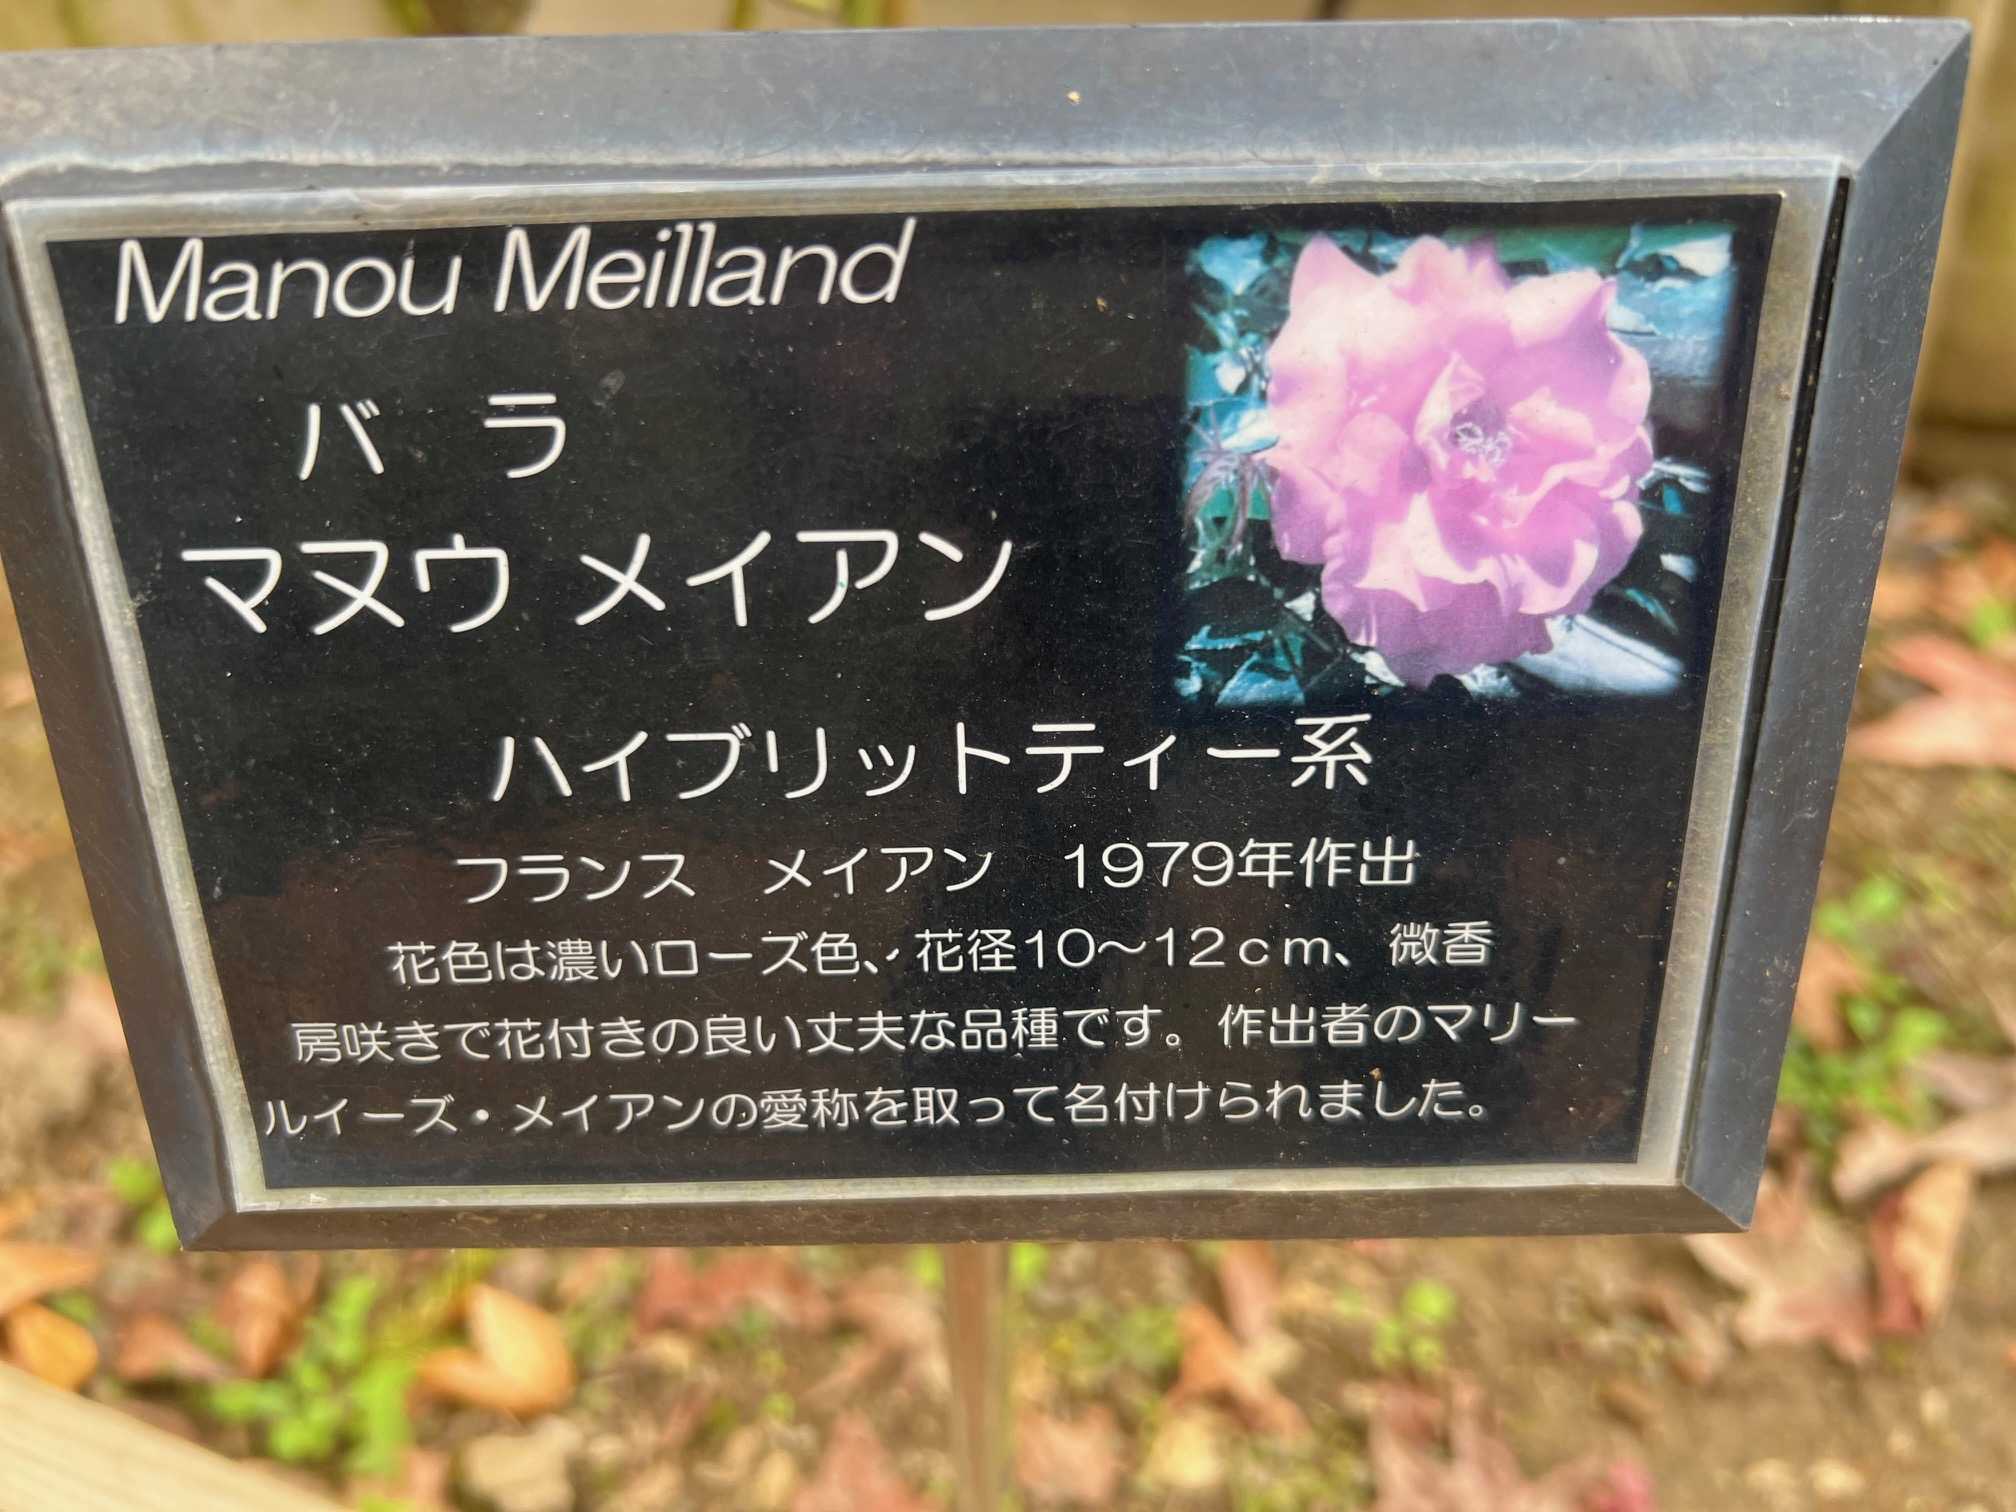 Manou Meilland
バ　ラ
マヌウ メイアン
ハイブリットティー系
フランス　メイアン　1979年作出
花色は濃いローズ色、花径10～12cm、微香
房咲きで花付きの良い丈夫な品種です。作出者のマリー
ルイーズ・メイアンの愛称を取って名付けられました。